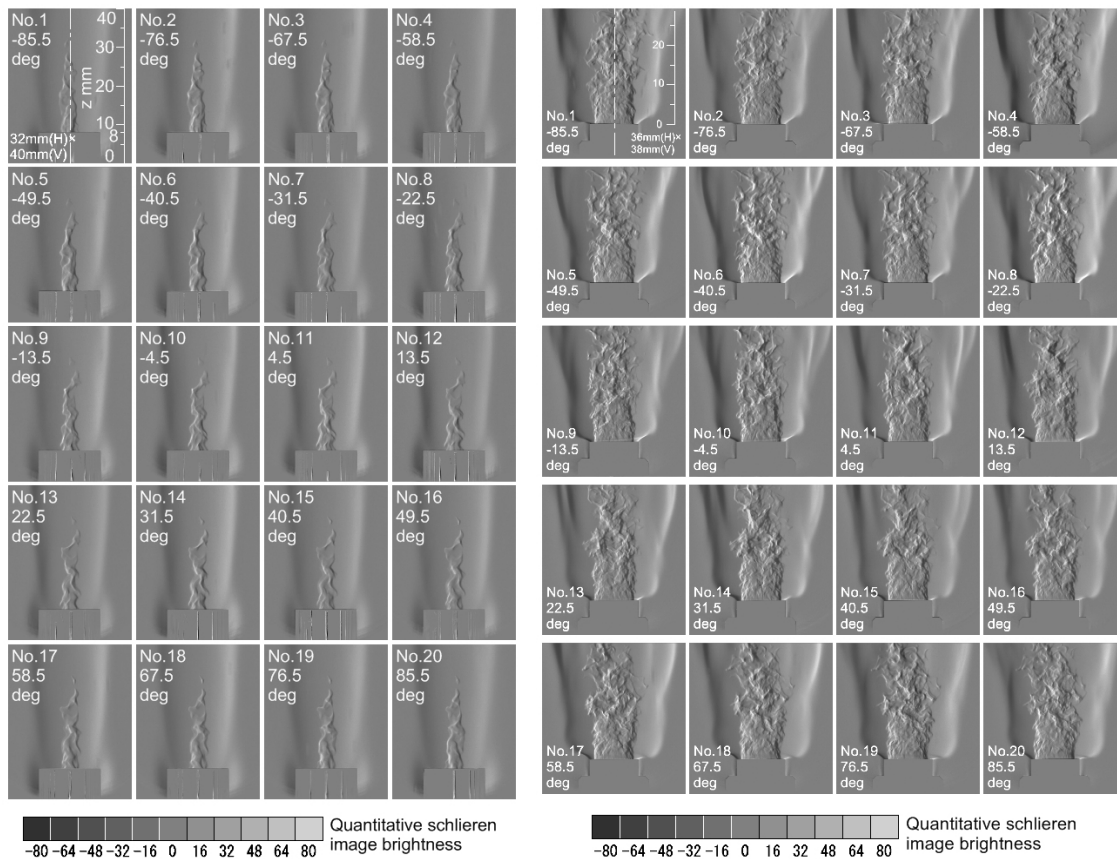 No.1
-85.5
deg
40
30
20
10
8
0
z mm
32mm(H)×
40mm(V)
No.2
-76.5
deg
No.3
-67.5
deg
No.4
-58.5
deg
No.5
-49.5
deg
No.6
-40.5
deg
No.7
-31.5
deg
No.8
-22.5
deg
No.9
-13.5
deg
No.10
-4.5
deg
No.11
4.5
deg
No.12
13.5
deg
No.13
22.5
deg
No.14
31.5
deg
No.15
40.5
deg
No.16
49.5
deg
No.17
58.5
deg
No.18
67.5
deg
No.19
76.5
deg
No.20
85.5
deg
-80 -64 -48 -32 -16 0 16 32 48 64 80
Quantitative schlieren
image brightness
20
10
0
No.1
-85.5
deg
36mm(H)×
38mm(V)
No.2
-76.5
deg
No.3
-67.5
deg
No.4
-58.5
deg
No.5
-49.5
deg
No.6
-40.5
deg
No.7
-31.5
deg
No.8
-22.5
deg
No.9
-13.5
deg
No.10
-4.5
deg
No.11
4.5
deg
No.12
13.5
deg
No.13
22.5
deg
No.14
31.5
deg
No.15
40.5
deg
No.16
49.5
deg
No.17
58.5
deg
No.18
67.5
deg
No.19
76.5
deg
No.20
85.5
deg
-80 -64 -48 -32 -16 0 16 32 48 64 80
Quantitative schlieren
image brightness